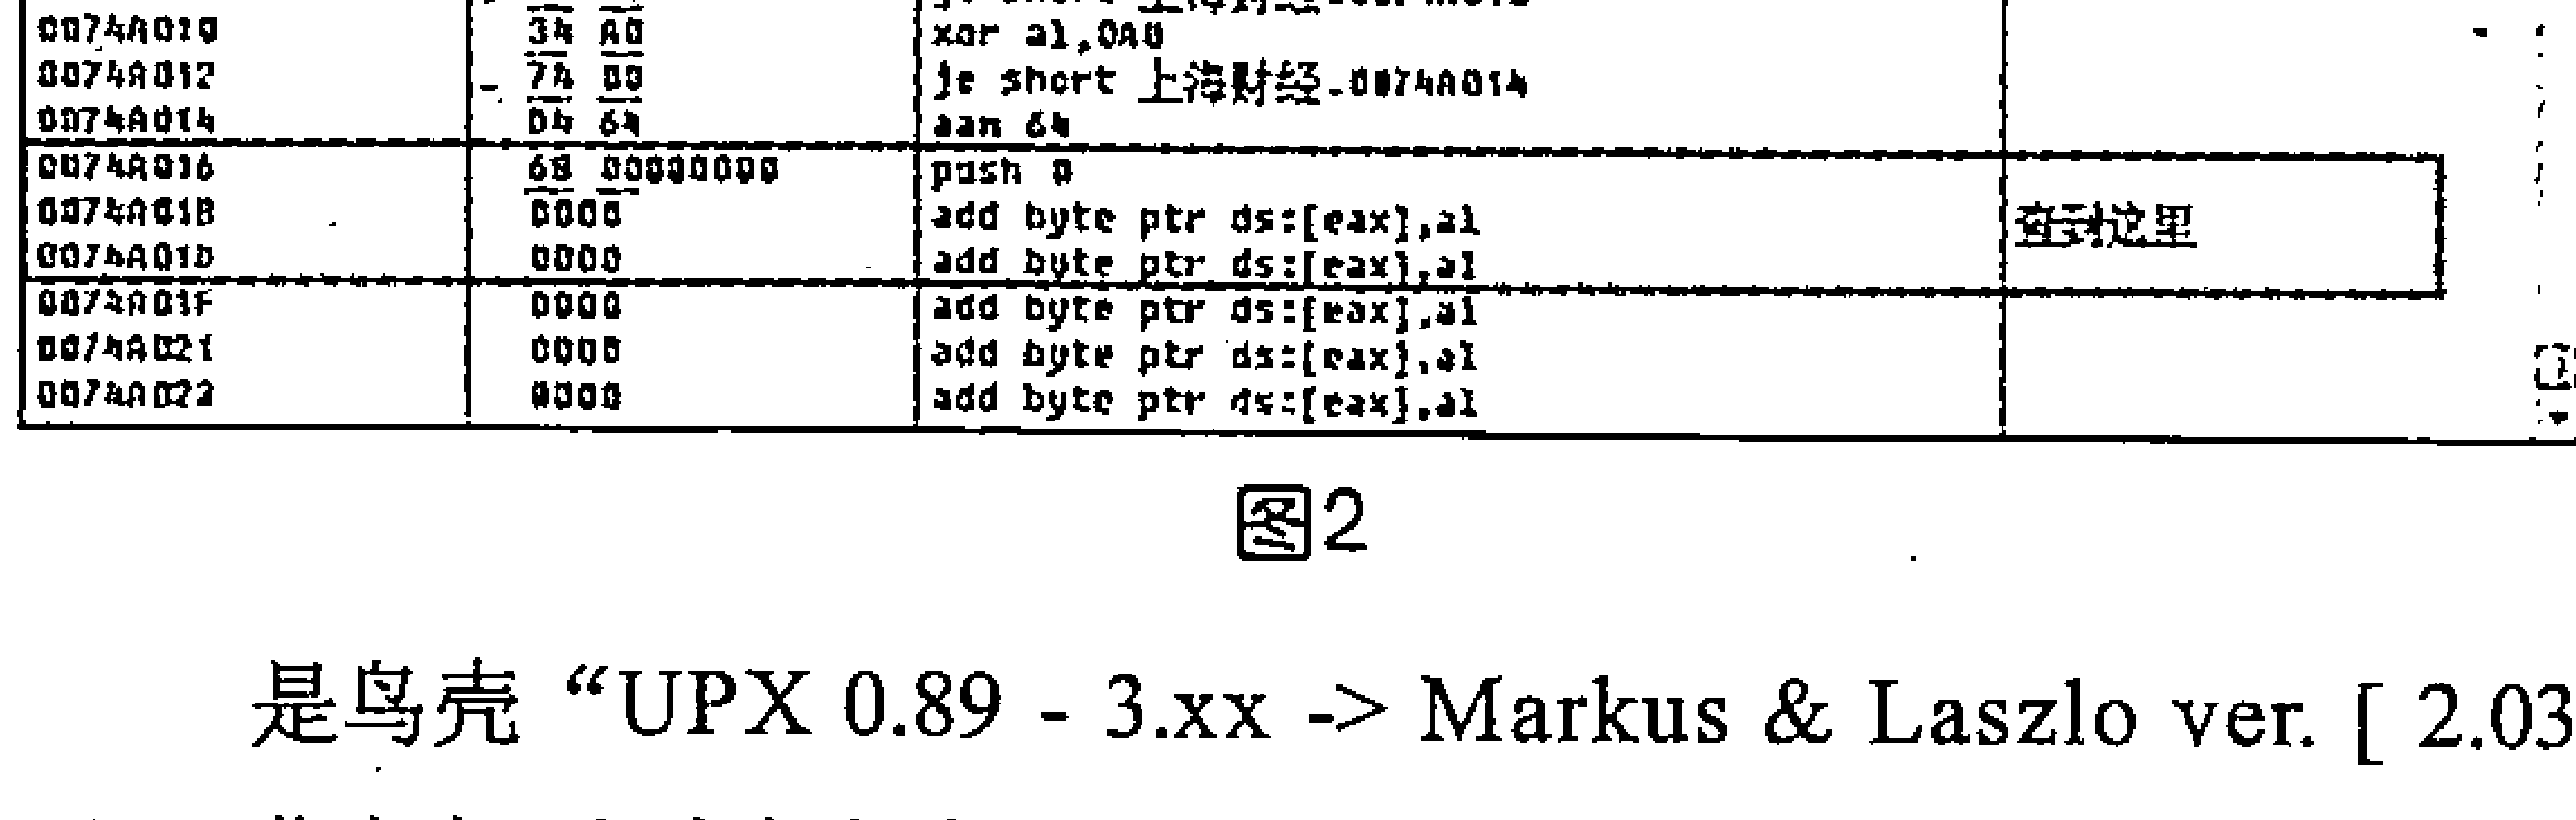 0074A010 34 A0 xor al,0A0
0074A012 74 00 je short 上海财经.0074A014
0074A014 D4 64 aam 64
0074A016 68 00000000 push 0
0074A01B 0000 add byte ptr ds:[eax],al 查到这里
0074A01D 0000 add byte ptr ds:[eax],al
0074A01F 0000 add byte ptr ds:[eax],al
0074A021 0000 add byte ptr ds:[eax],al
0074A023 0000 add byte ptr ds:[eax],al
图2
是鸟壳 “UPX 0.89 - 3.xx -> Markus & Laszlo ver. [ 2.03